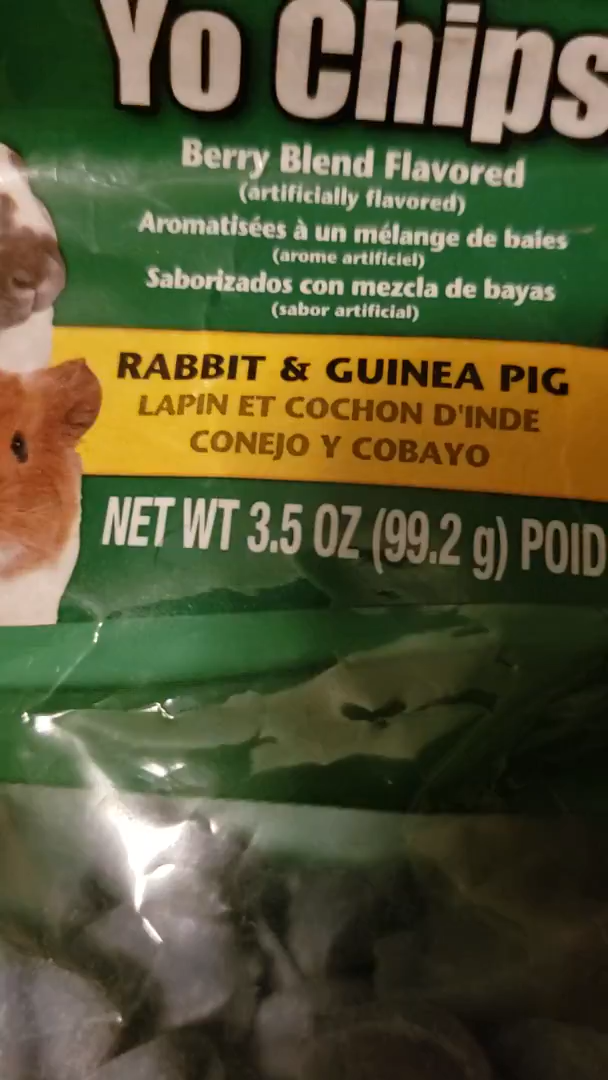 Yo Chips
Berry Blend Flavored
(artificially flavored)
Aromatisées à un mélange de baies
(arome artificiel)
Saborizados con mezcla de bayas
(sabor artificial)
RABBIT & GUINEA PIG
LAPIN ET COCHON D'INDE
CONEJO Y COBAYO
NET WT 3.5 OZ (99.2 g) POID